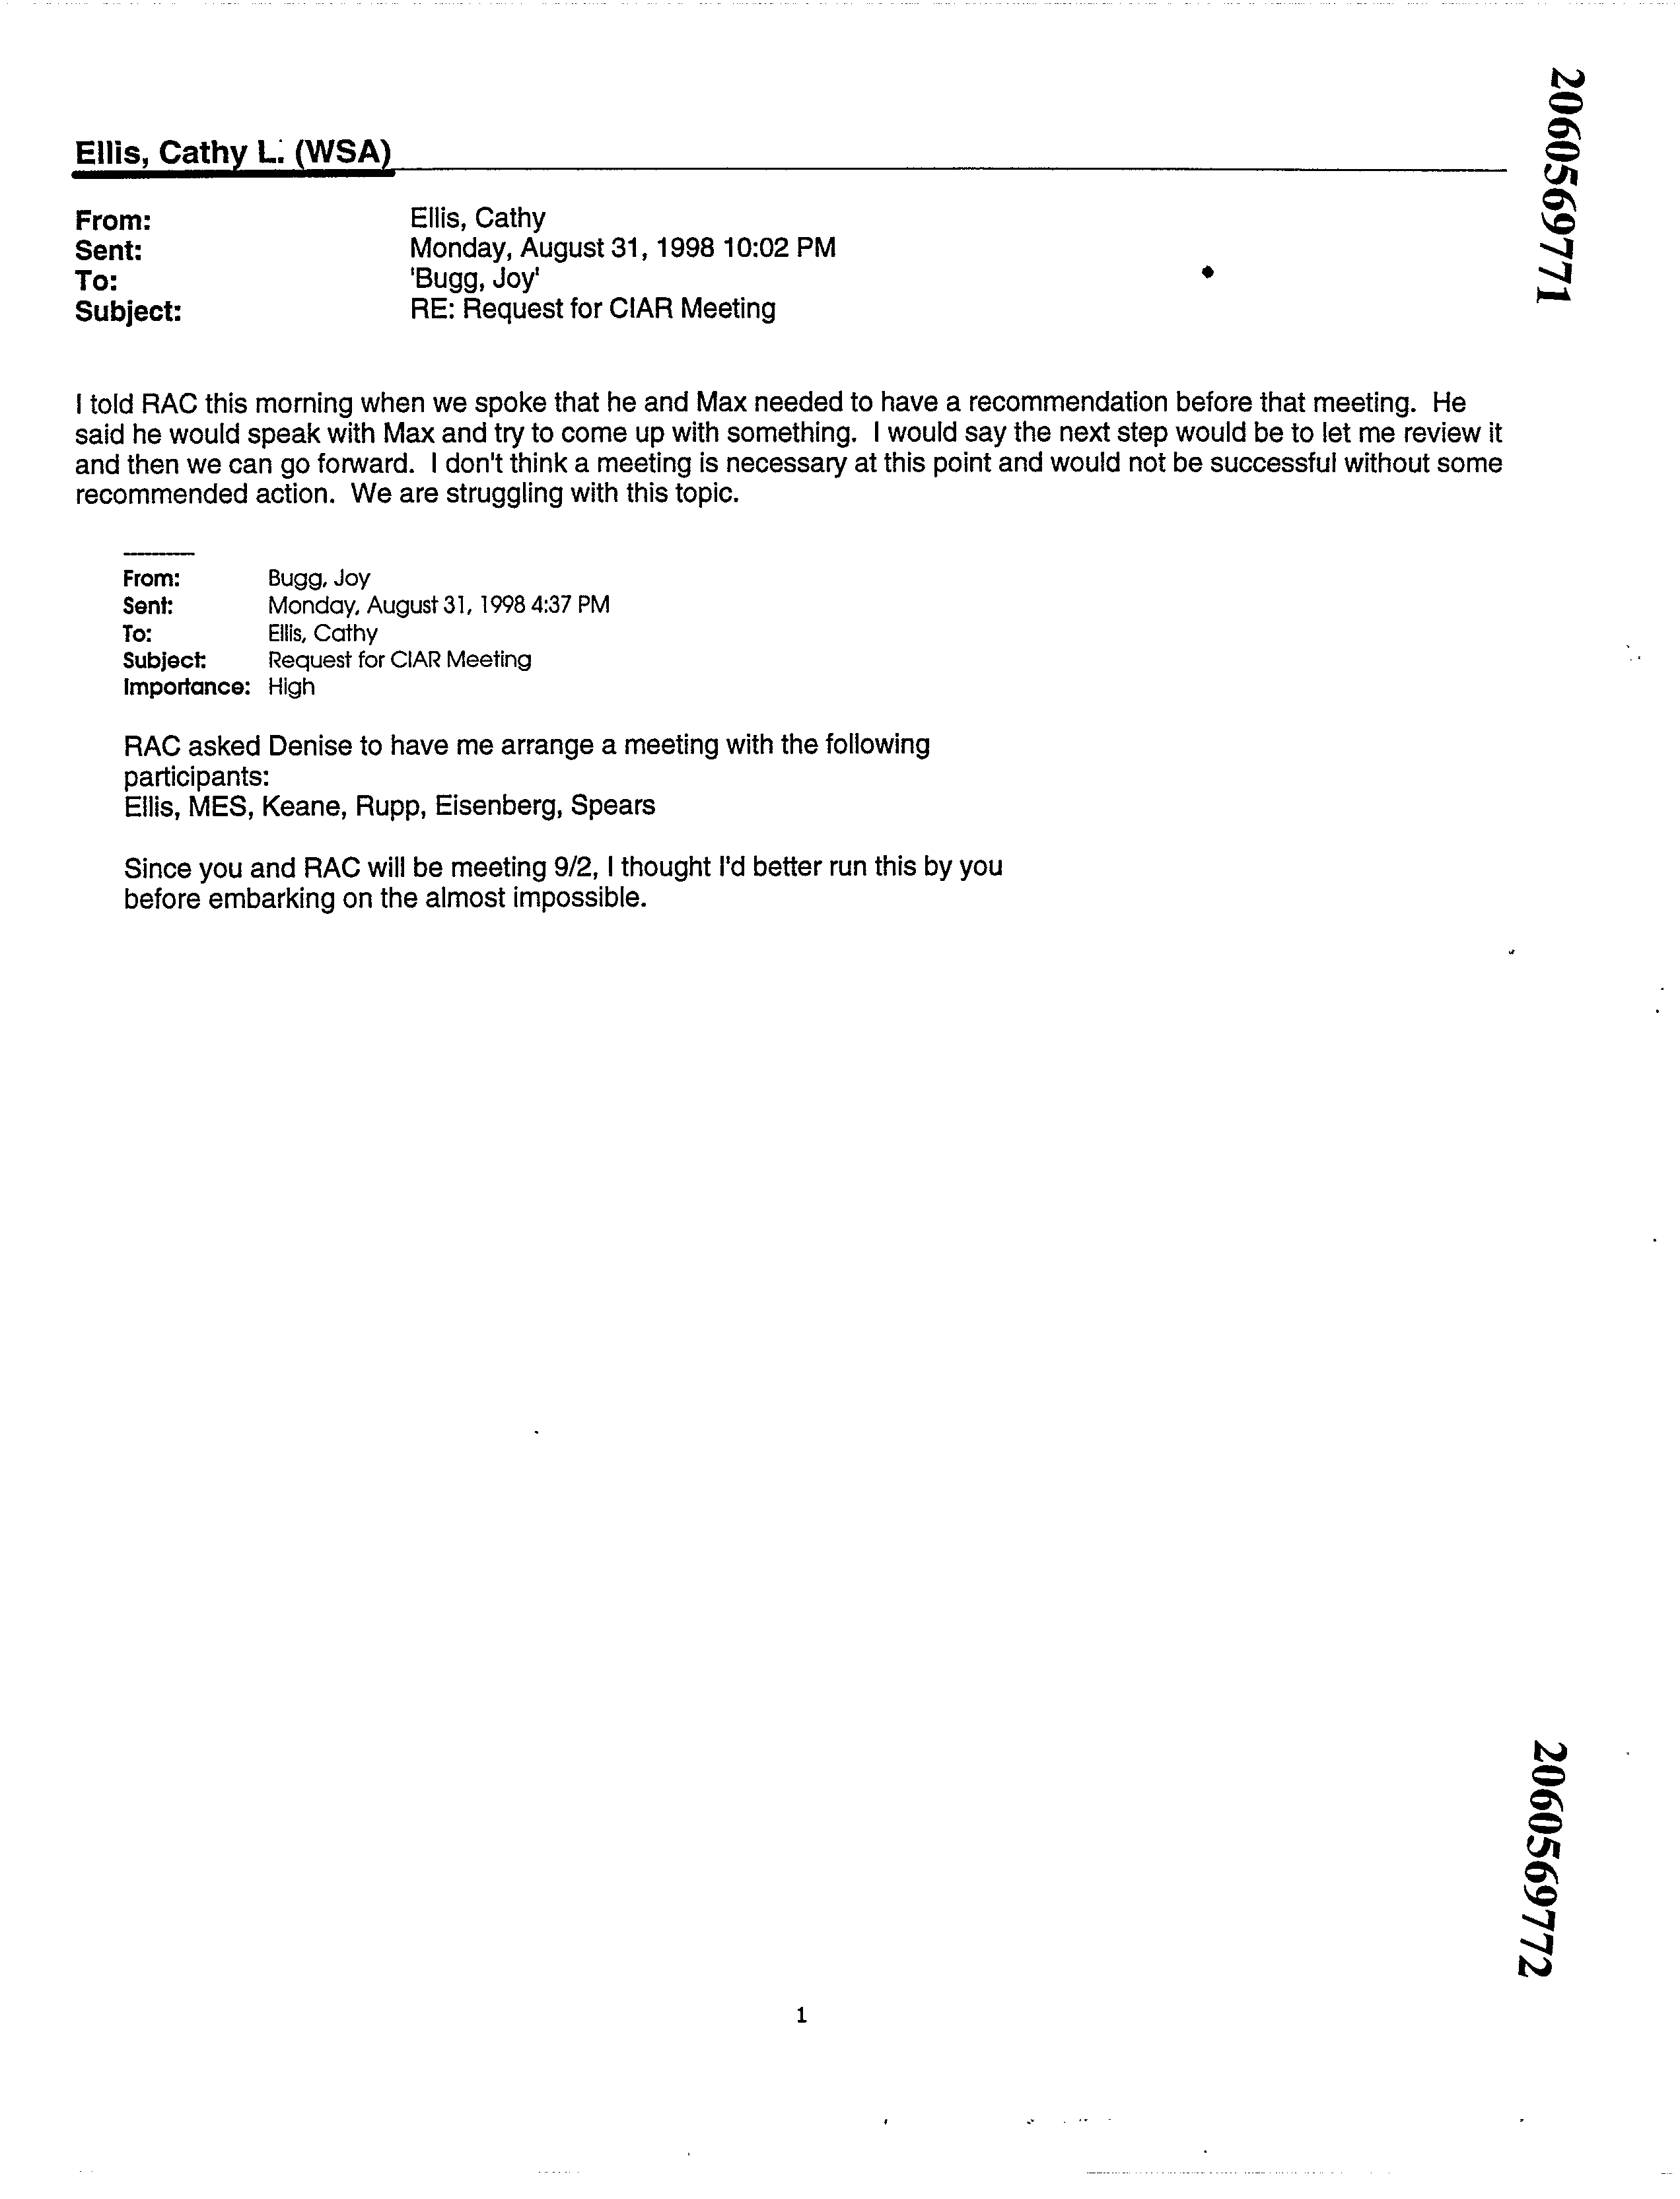 2060569771
Ellis, Cathy L. (WSA)
From: Ellis, Cathy
Sent: Monday, August 31, 1998 10:02 PM
To: 'Bugg, Joy'
Subject: RE: Request for CIAR Meeting
I told RAC this morning when we spoke that he and Max needed to have a recommendation before that meeting.  He
said he would speak with Max and try to come up with something.  I would say the next step would be to let me review it
and then we can go forward.  I don't think a meeting is necessary at this point and would not be successful without some
recommended action.  We are struggling with this topic.
From: Bugg, Joy
Sent: Monday, August 31, 1998 4:37 PM
To: Ellis, Cathy
Subject: Request for CIAR Meeting
Importance: High
RAC asked Denise to have me arrange a meeting with the following
participants:
Ellis, MES, Keane, Rupp, Eisenberg, Spears
Since you and RAC will be meeting 9/2, I thought I'd better run this by you
before embarking on the almost impossible.
2060569772
1